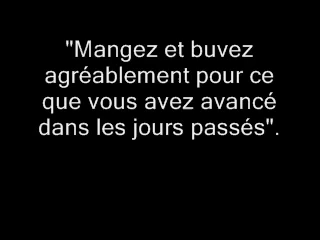 "Mangez et buvez
agréablement pour ce
que vous avez avancé
dans les jours passés".